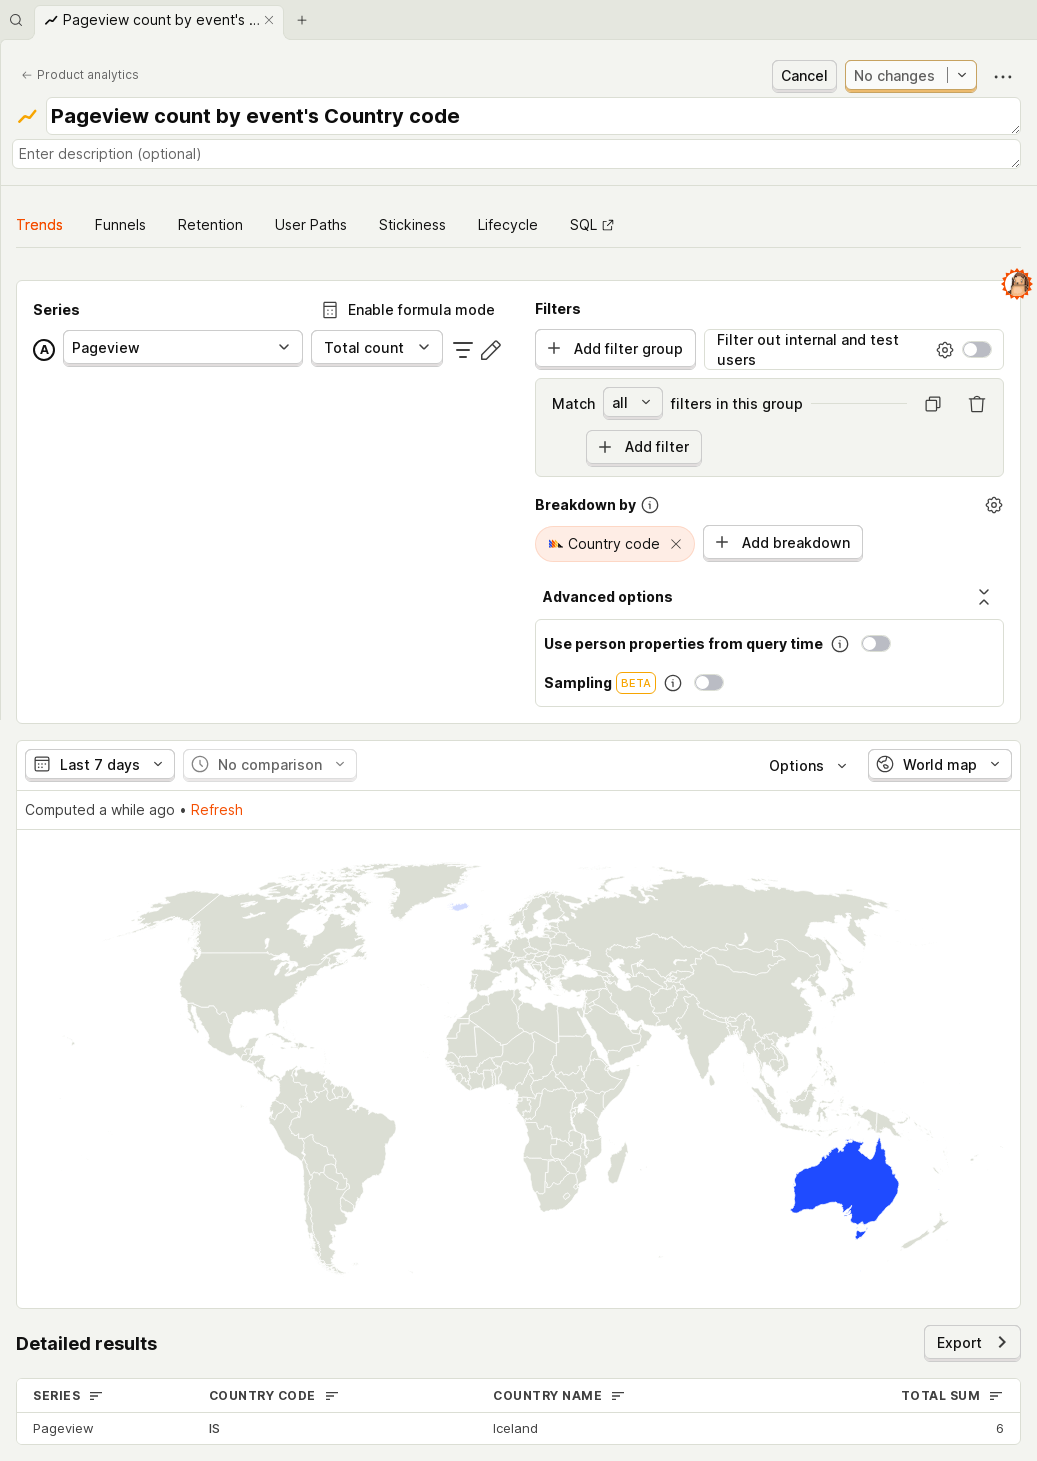 Pageview count by event's ...
Product analytics
Cancel
No changes
Pageview count by event's Country code
Enter description (optional)
Trends
Funnels
Retention
User Paths
Stickiness
Lifecycle
SQL
Series
Enable formula mode
A
Pageview
Total count
Filters
Add filter group
Filter out internal and test
users
Match all filters in this group
Add filter
Breakdown by
Country code
Add breakdown
Advanced options
Use person properties from query time
Sampling BETA
Last 7 days
No comparison
Options
World map
Computed a while ago • Refresh
Detailed results
Export
SERIES
COUNTRY CODE
COUNTRY NAME
TOTAL SUM
Pageview
IS
Iceland
6